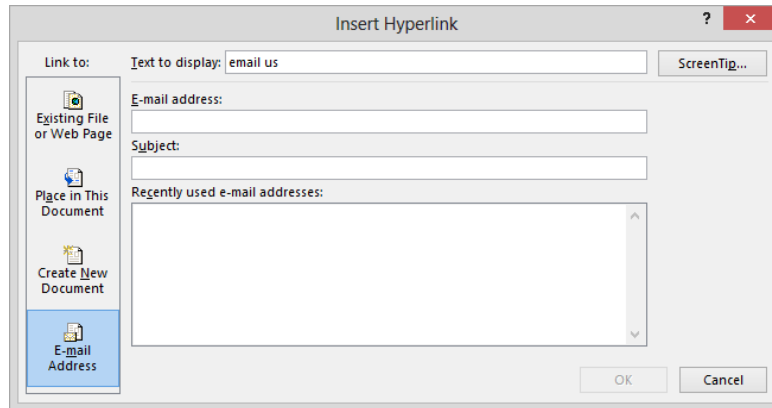 Insert Hyperlink
?
Link to:
Text to display: email us
ScreenTip...
Existing File
or Web Page
Place in This
Document
Create New
Document
E-mail
Address
E-mail address:
Subject:
Recently used e-mail addresses:
OK
Cancel